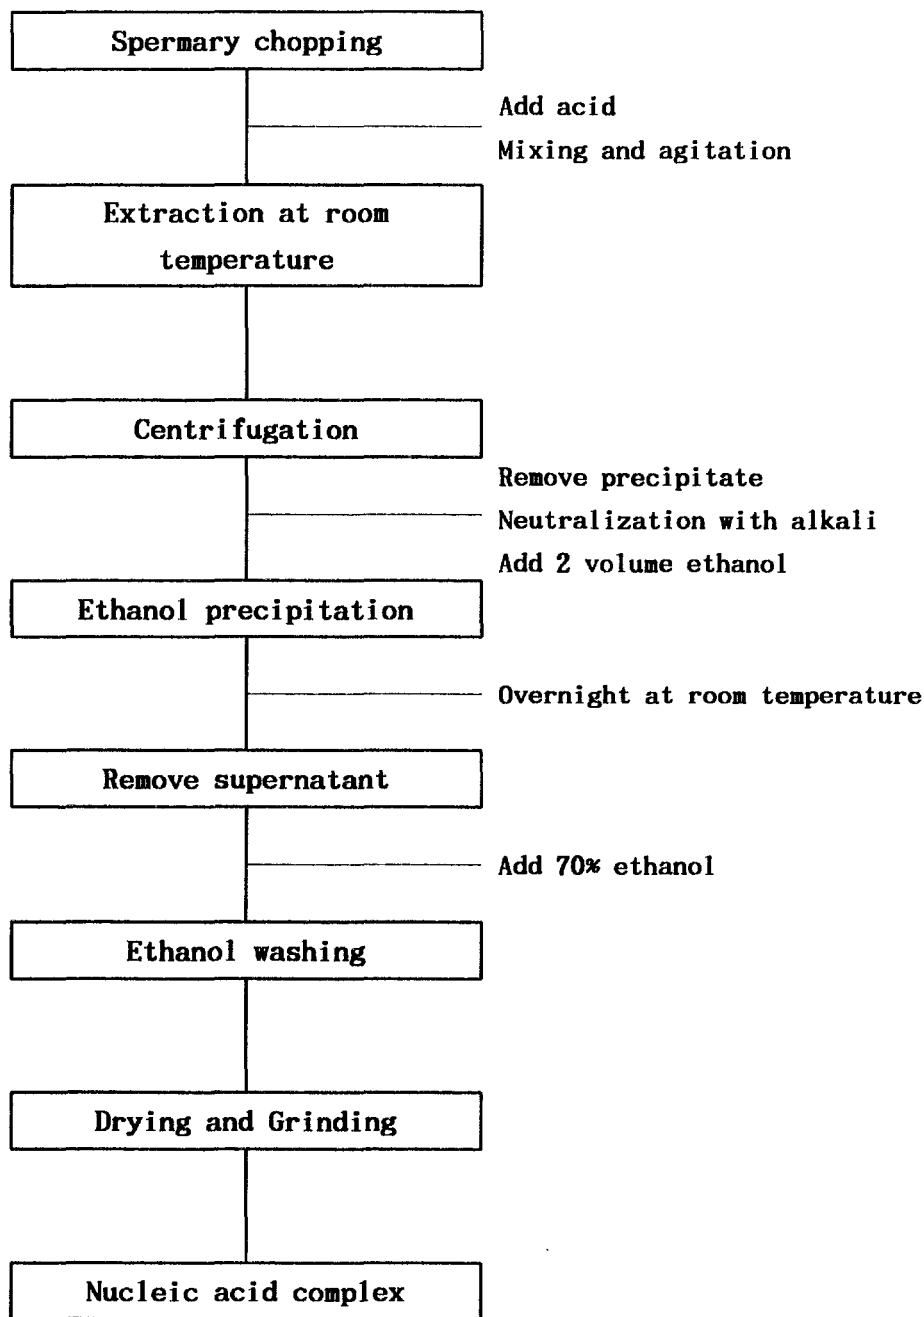 Spermary chopping
Add acid
Mixing and agitation
Extraction at room
temperature
Centrifugation
Remove precipitate
Neutralization with alkali
Add 2 volume ethanol
Ethanol precipitation
Overnight at room temperature
Remove supernatant
Add 70% ethanol
Ethanol washing
Drying and Grinding
Nucleic acid complex